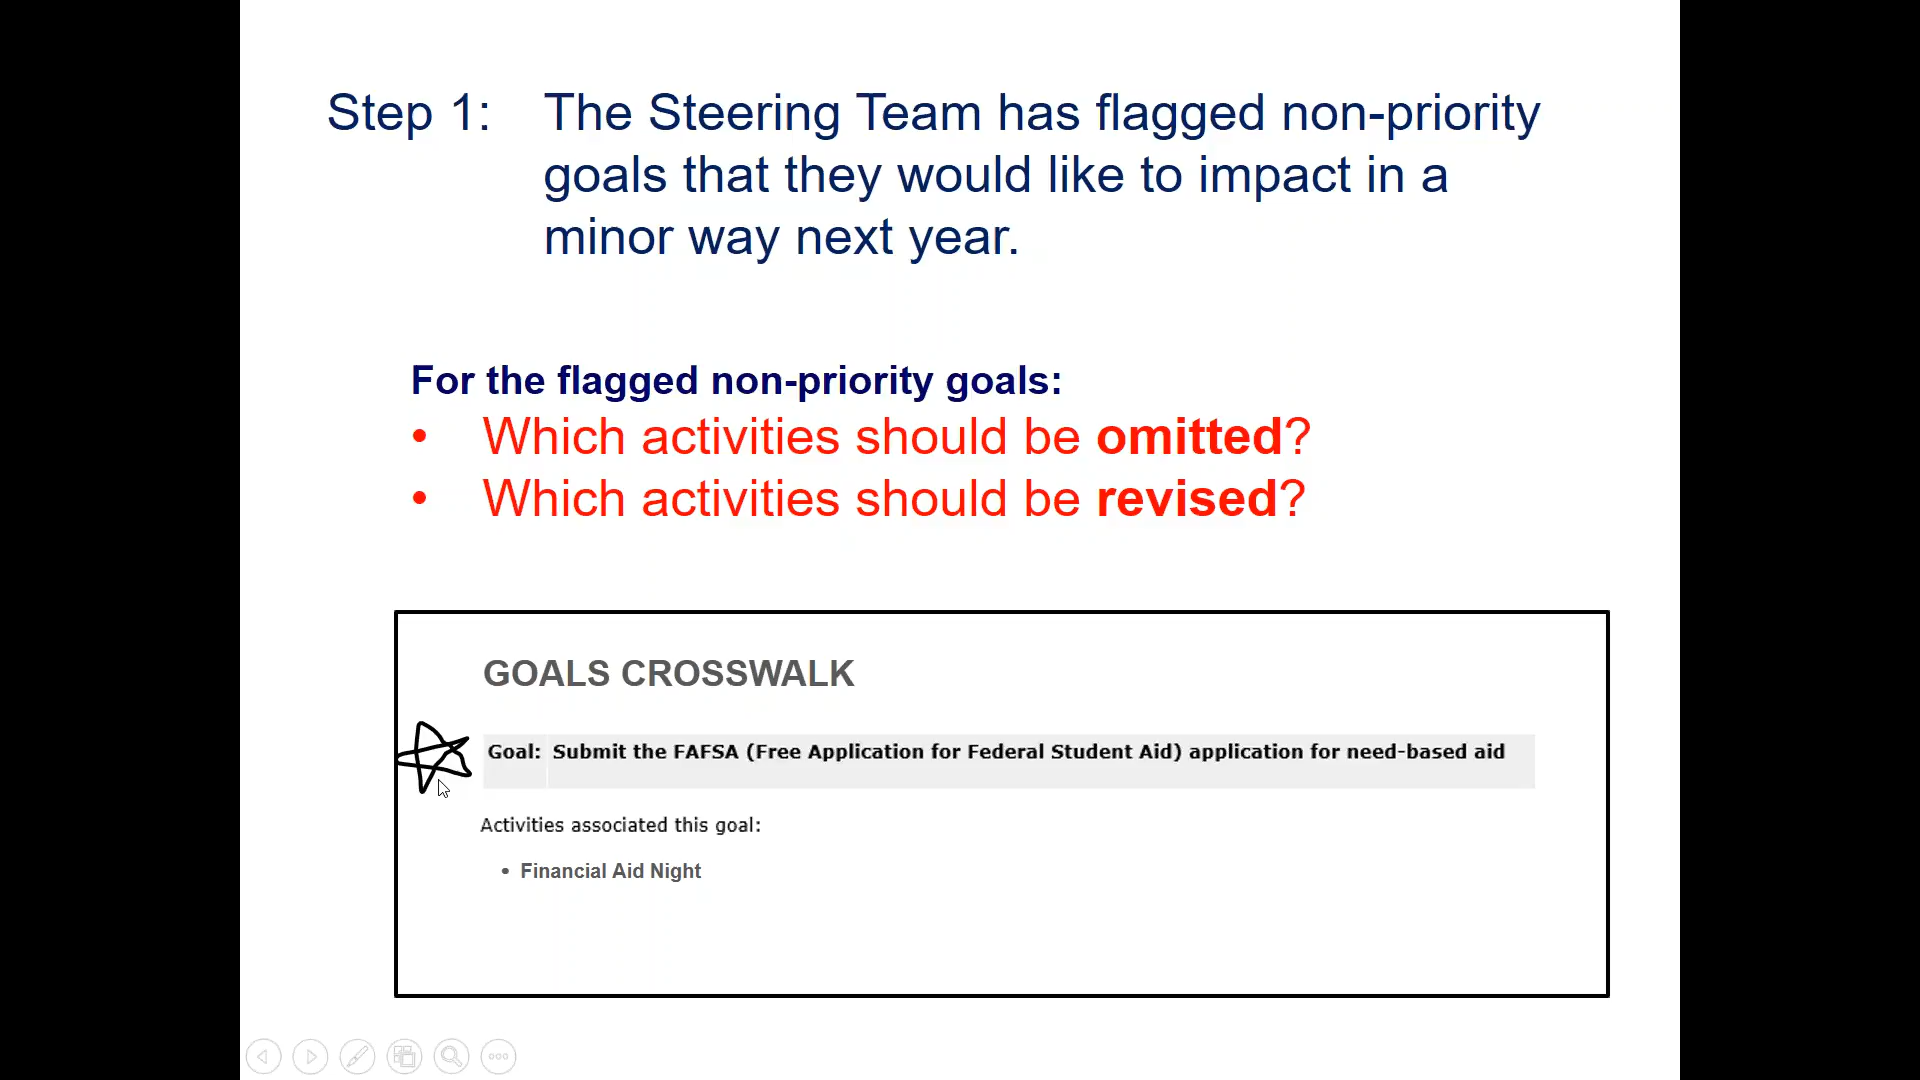 Step 1: The Steering Team has flagged non-priority
goals that they would like to impact in a
minor way next year.
For the flagged non-priority goals:
• Which activities should be omitted?
• Which activities should be revised?
GOALS CROSSWALK
Goal: Submit the FAFSA (Free Application for Federal Student Aid) application for need-based aid
Activities associated this goal:
• Financial Aid Night